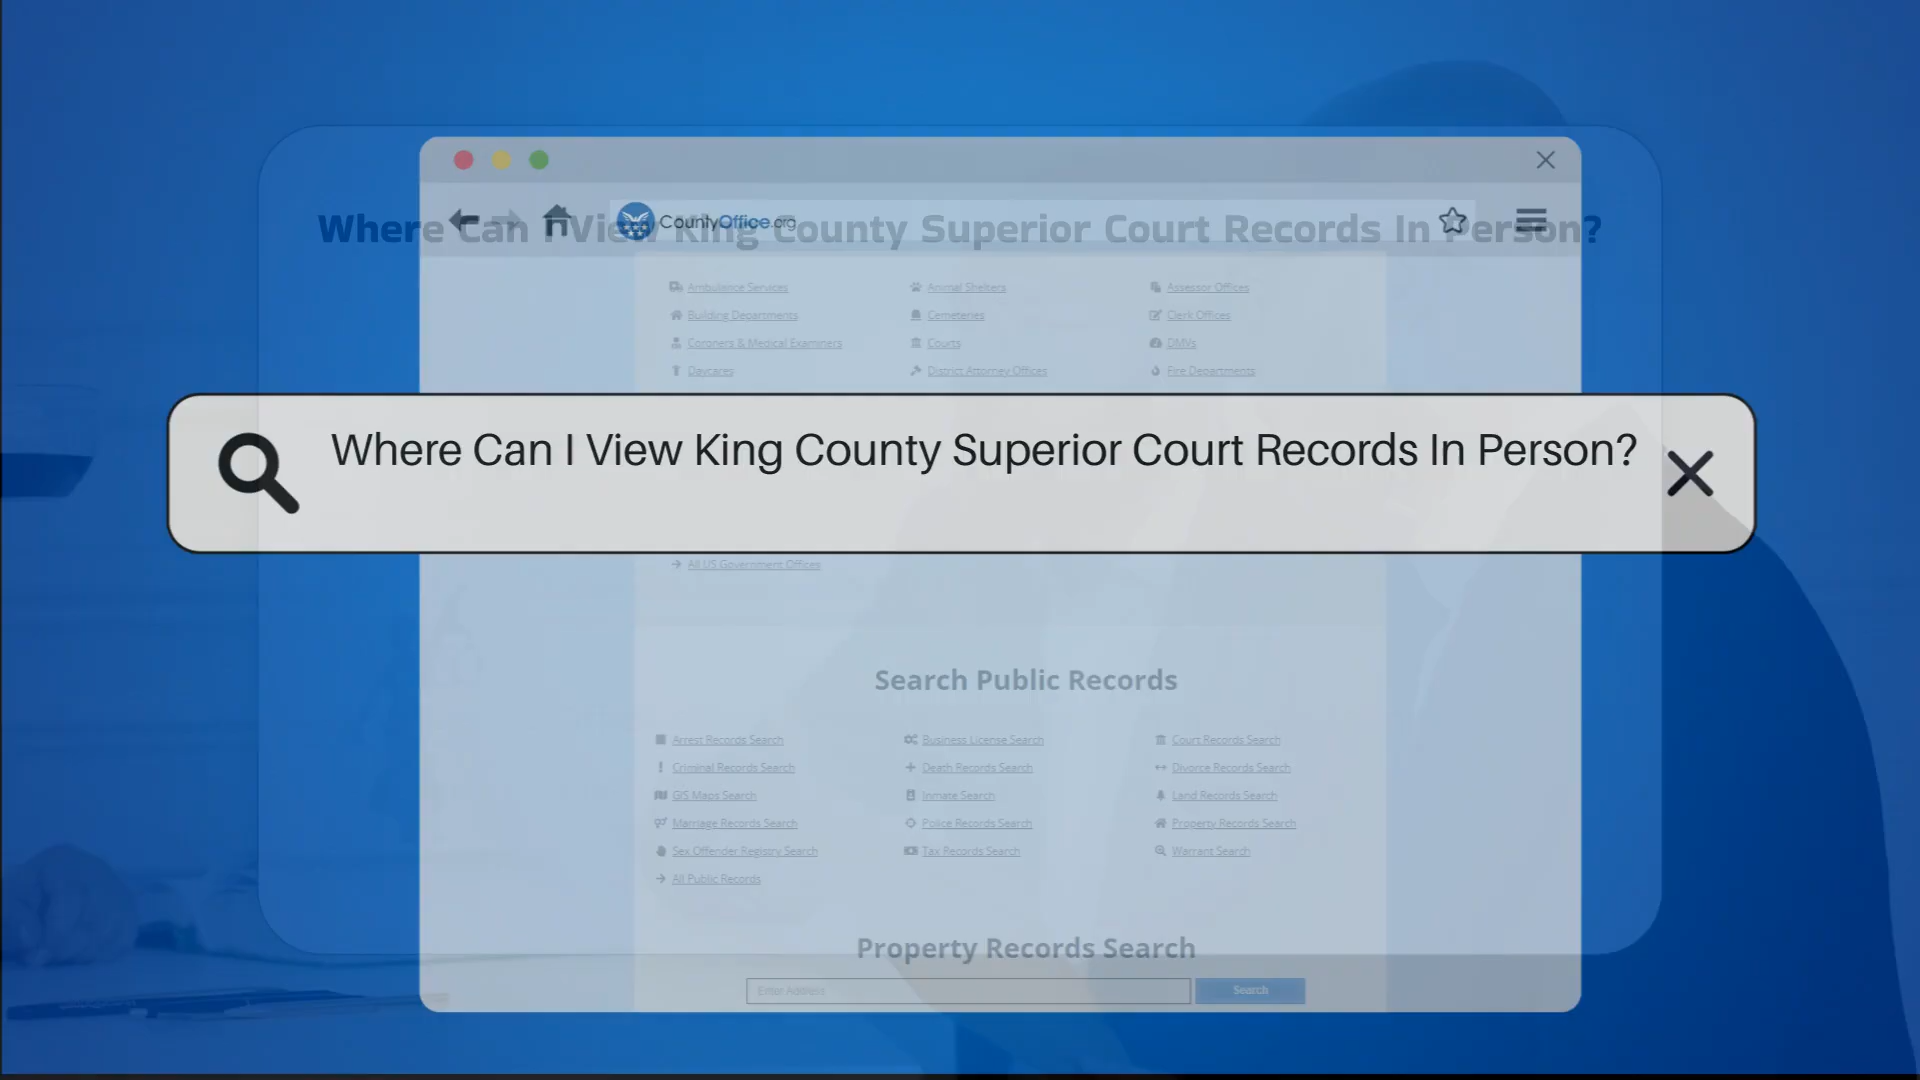 CountyOffice.org
Where Can I View King County Superior Court Records In Person?
Ambulance Services
Animal Shelters
Assessor Offices
Building Departments
Cemeteries
Clerk Offices
Coroners & Medical Examiners
Courts
DMVs
Daycares
District Attorney Offices
Fire Departments
Where Can I View King County Superior Court Records In Person?
All US Government Offices
Search Public Records
Arrest Records Search
Business License Search
Court Records Search
Criminal Records Search
Death Records Search
Divorce Records Search
GIS Maps Search
Inmate Search
Land Records Search
Marriage Records Search
Police Records Search
Property Records Search
Sex Offender Registry Search
Tax Records Search
Warrant Search
All Public Records
Property Records Search
Enter Address
Search